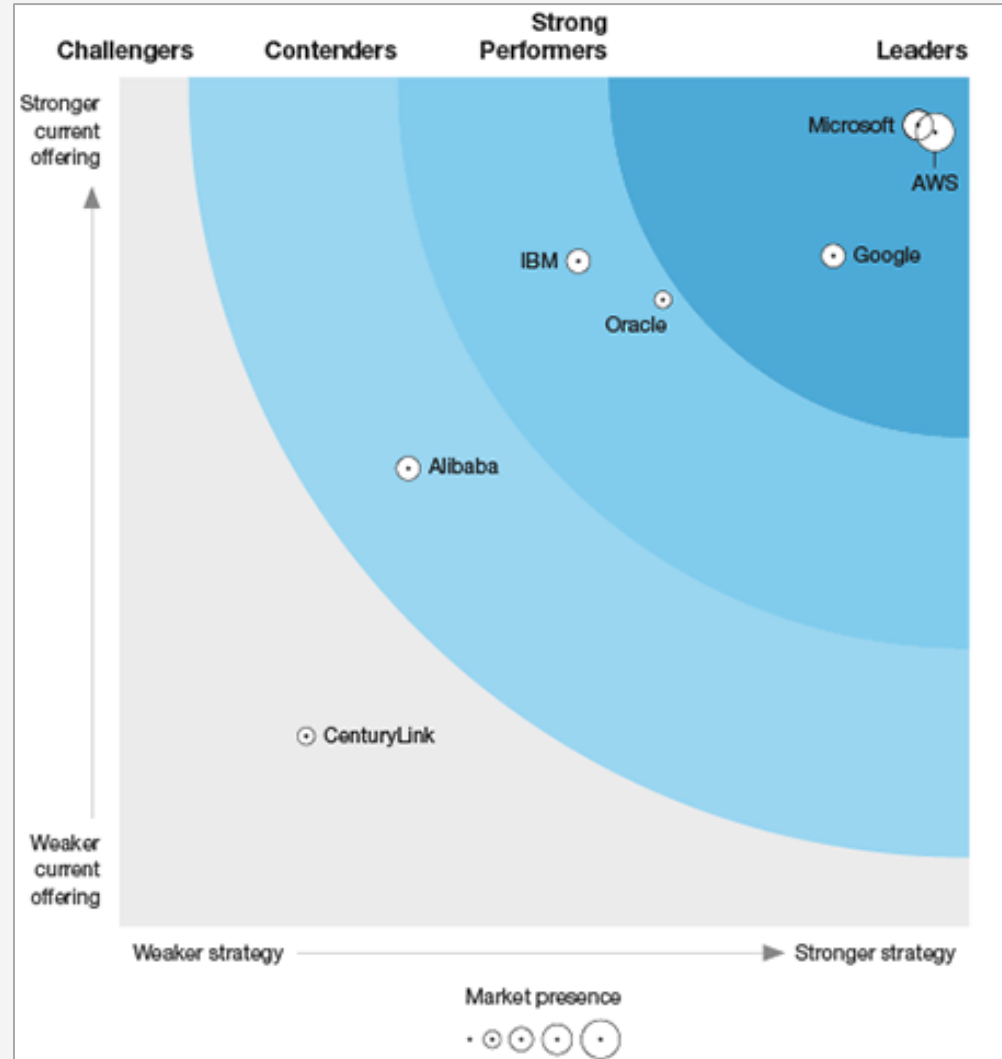 Challengers
Contenders
Strong
Performers
Leaders
Stronger
current
offering
Microsoft
AWS
IBM
Google
Oracle
Alibaba
CenturyLink
Weaker
current
offering
Weaker strategy
Stronger strategy
Market presence